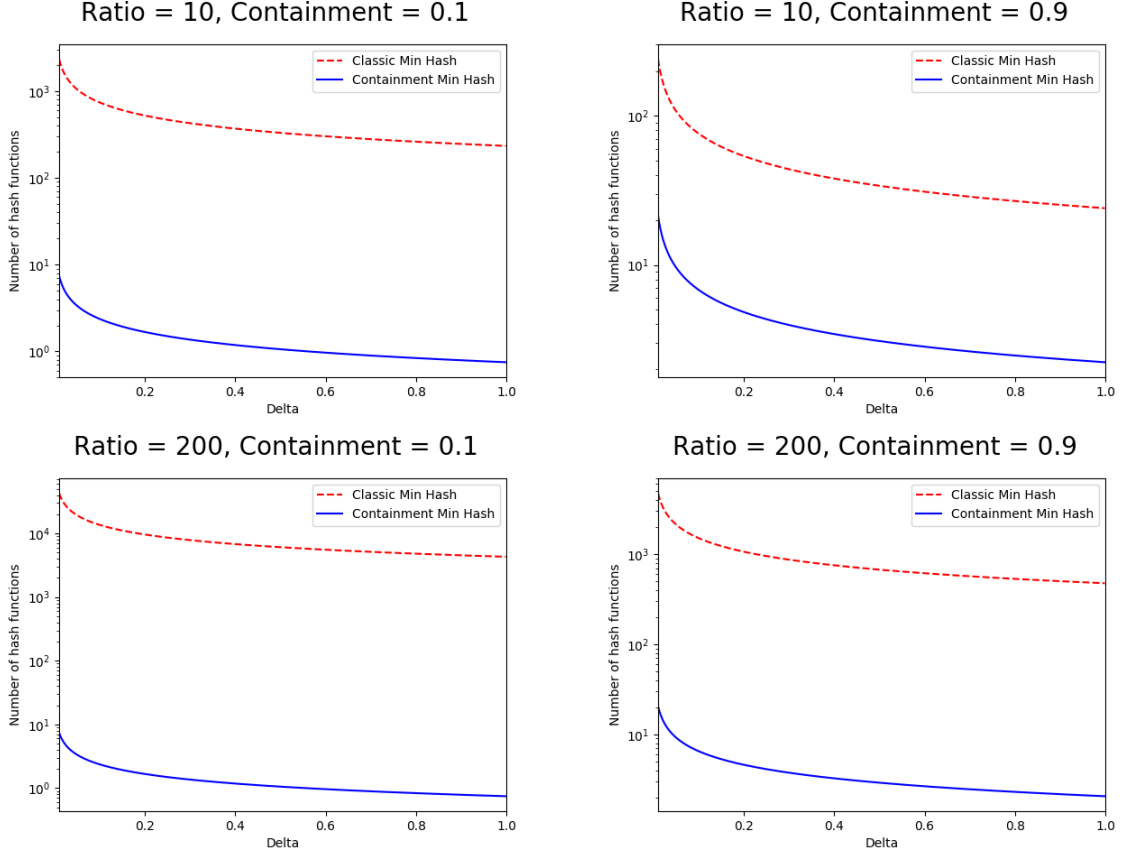 Ratio = 10, Containment = 0.1
Classic Min Hash
Containment Min Hash
Number of hash functions
10³
10²
10¹
10⁰
0.2 0.4 0.6 0.8 1.0
Delta
Ratio = 10, Containment = 0.9
Classic Min Hash
Containment Min Hash
Number of hash functions
10²
10¹
0.2 0.4 0.6 0.8 1.0
Delta
Ratio = 200, Containment = 0.1
Classic Min Hash
Containment Min Hash
Number of hash functions
10⁴
10³
10²
10¹
10⁰
0.2 0.4 0.6 0.8 1.0
Delta
Ratio = 200, Containment = 0.9
Classic Min Hash
Containment Min Hash
Number of hash functions
10³
10²
10¹
0.2 0.4 0.6 0.8 1.0
Delta